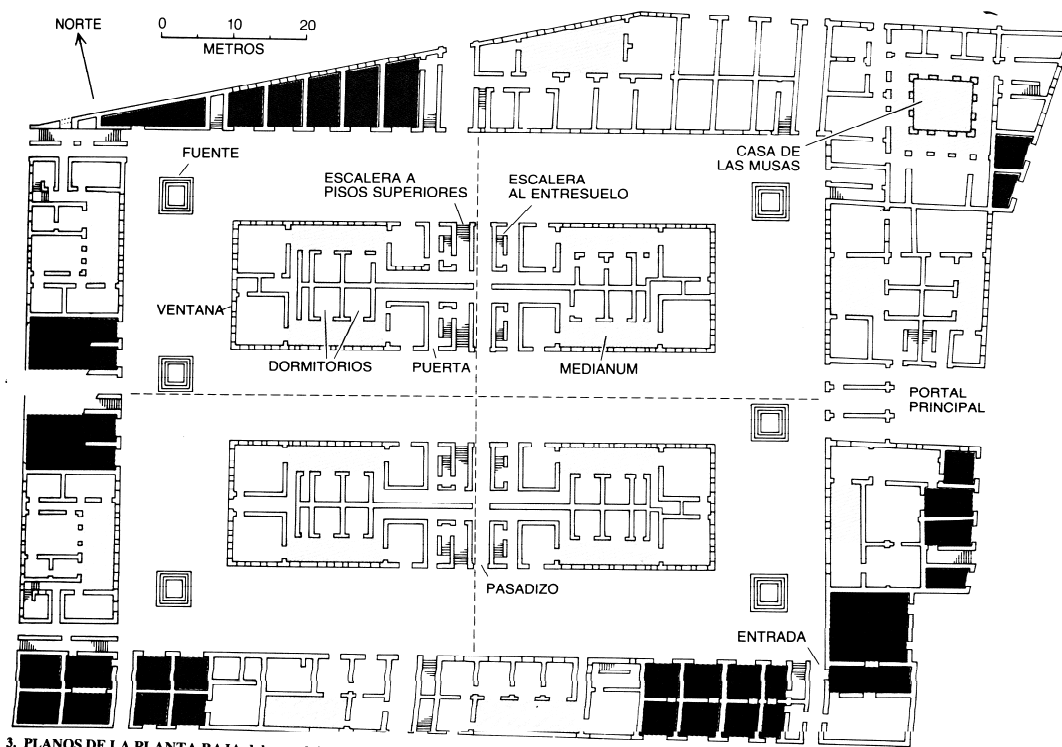 NORTE
0 10 20
METROS
FUENTE
ESCALERA A
PISOS SUPERIORES
ESCALERA
AL ENTRESUELO
CASA DE
LAS MUSAS
VENTANA
DORMITORIOS
PUERTA
MEDIANUM
PORTAL
PRINCIPAL
PASADIZO
ENTRADA
3. PLANOS DE LA PLANTA BAJA